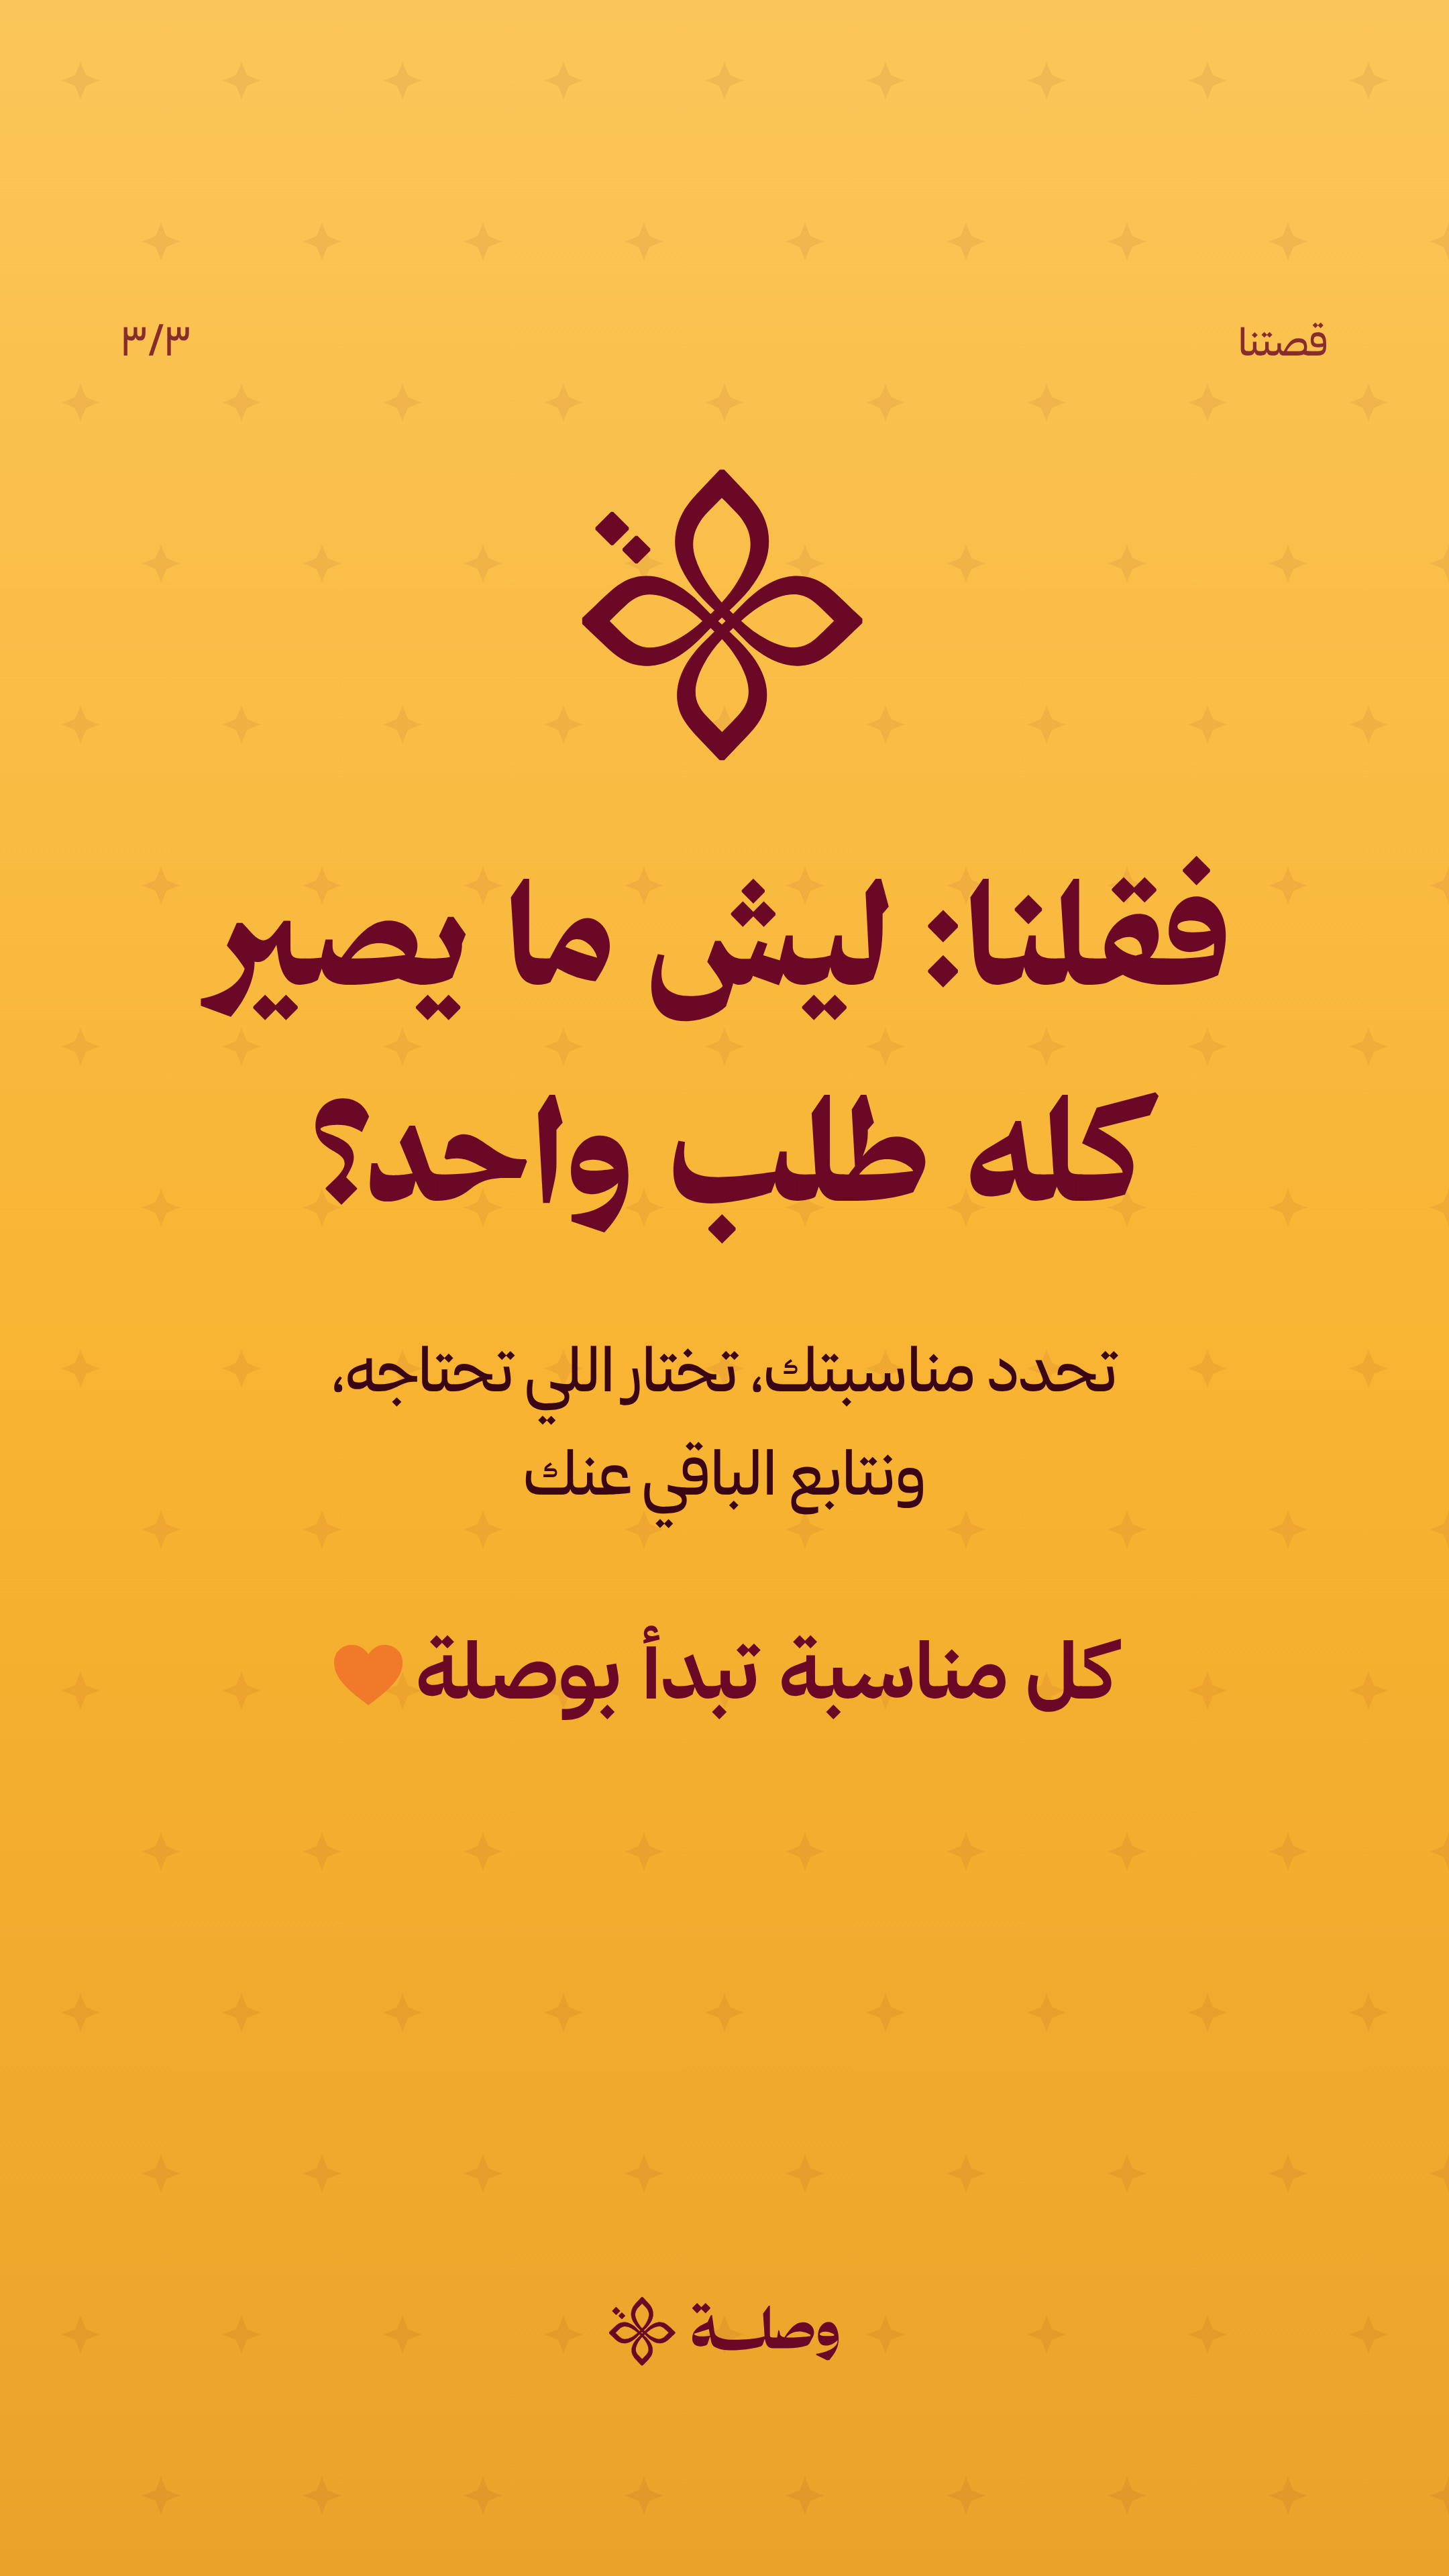 قصتنا
٣/٣
فقلنا: ليش ما يصير
كله طلب واحد؟
تحدد مناسبتك، تختار اللي تحتاجه،
ونتابع الباقي عنك
كل مناسبة تبدأ بوصلة🧡
وصلـــة